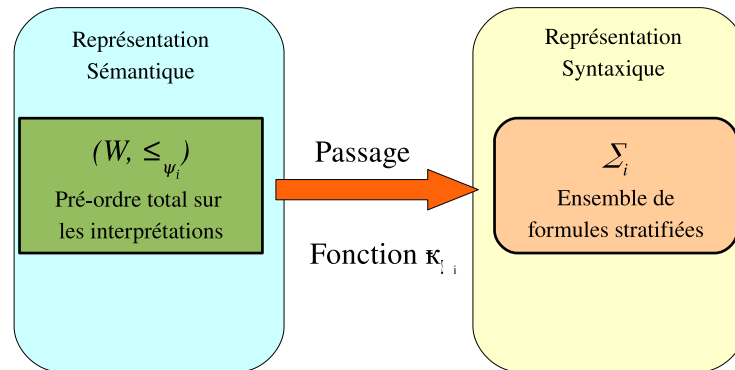 Représentation
Sémantique
(W, ≤ψi)
Pré-ordre total sur
les interprétations
Passage
Fonction κ
Représentation
Syntaxique
Σi
Ensemble de
formules stratifiées